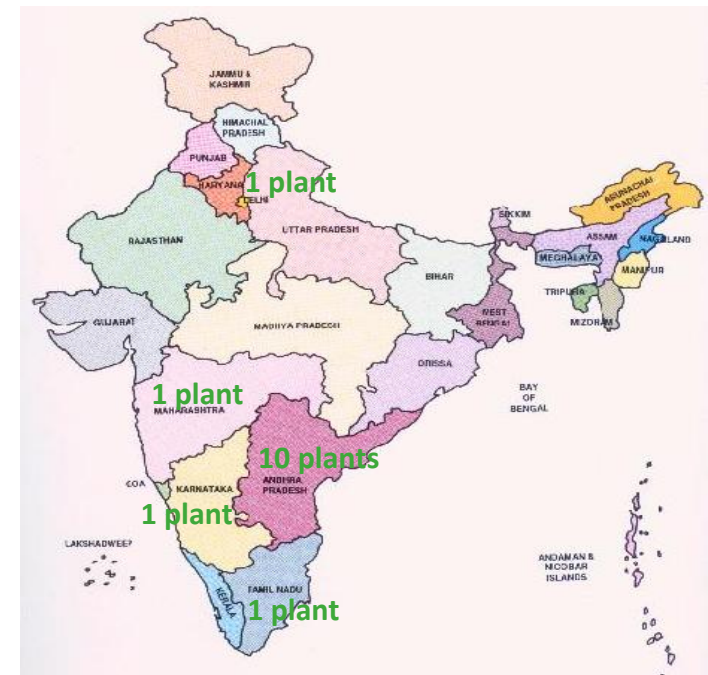 JAMMU &
KASHMIR
HIMACHAL
PRADESH
PUNJAB
HARYANA
1 plant
DELHI
ARUNACHAL
PRADESH
SIKKIM
UTTAR PRADESH
RAJASTHAN
ASSAM
NAGALAND
MEGHALAYA
MANIPUR
BIHAR
TRIPURA
WEST
BENGAL
MIZORAM
GUJARAT
MADHYA PRADESH
ORISSA
1 plant
MAHARASHTRA
BAY
OF
BENGAL
10 plants
ANDHRA
PRADESH
GOA
KARNATAKA
1 plant
LAKSHADWEEP
ANDAMAN &
NICOBAR
ISLANDS
KERALA
TAMIL NADU
1 plant